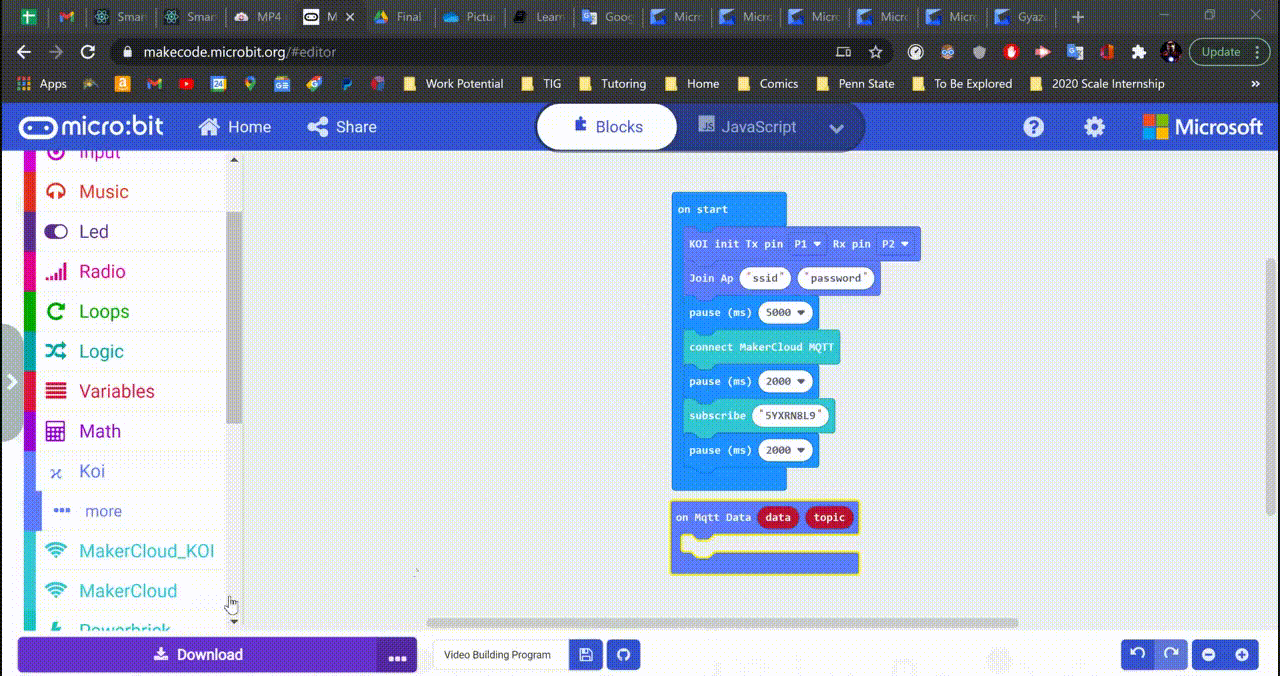 Smar
Smar
MP4
M
Final
Pictu
Learn
Goog
Micro
Micro
Micro
Micro
Micro
Gyaz
makecode.microbit.org/#editor
Update
Apps
Work Potential
TIG
Tutoring
Home
Comics
Penn State
To Be Explored
2020 Scale Internship
»
micro:bit
Home
Share
Blocks
JS JavaScript
Microsoft
Input
Music
Led
Radio
Loops
Logic
Variables
Math
Koi
more
MakerCloud_KOI
MakerCloud
Powerbrick
on start
KOI init Tx pin P1 Rx pin P2
Join Ap "ssid" "password"
pause (ms) 5000
connect MakerCloud MQTT
pause (ms) 2000
subscribe "5YXRN8L9"
pause (ms) 2000
on Mqtt Data data topic
Download
...
Video Building Program